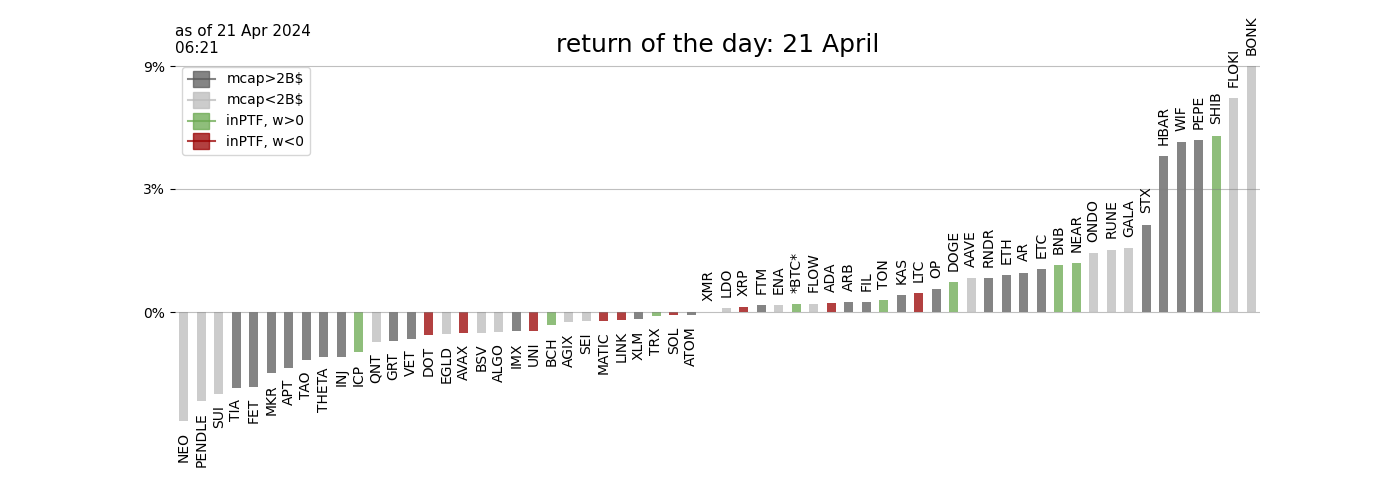 as of 21 Apr 2024
06:21
return of the day: 21 April
9%
3%
0%
mcap>2B$
mcap<2B$
inPTF, w>0
inPTF, w<0
NEO
PENDLE
SUI
TIA
FET
MKR
APT
TAO
THETA
INJ
ICP
QNT
GRT
VET
DOT
EGLD
AVAX
BSV
ALGO
IMX
UNI
BCH
AGIX
SEI
MATIC
LINK
XLM
TRX
SOL
ATOM
XMR
LDO
XRP
FTM
ENA
*BTC*
FLOW
ADA
ARB
FIL
TON
KAS
LTC
OP
DOGE
AAVE
RNDR
ETH
AR
ETC
BNB
NEAR
ONDO
RUNE
GALA
STX
HBAR
WIF
PEPE
SHIB
FLOKI
BONK